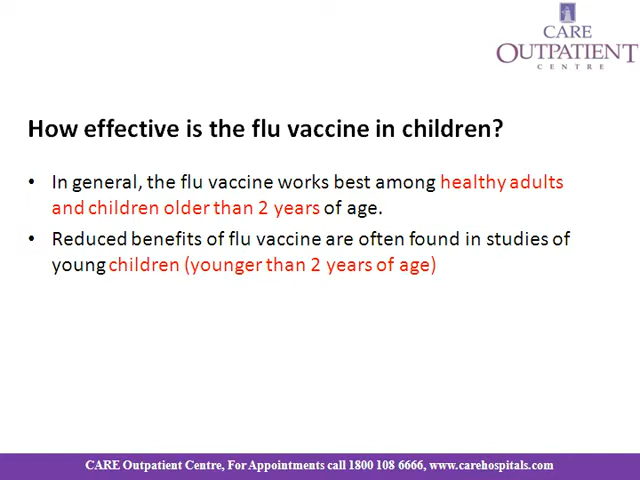 CARE
OUTPATIENT
CENTRE
How effective is the flu vaccine in children?
• In general, the flu vaccine works best among healthy adults
and children older than 2 years of age.
• Reduced benefits of flu vaccine are often found in studies of
young children (younger than 2 years of age)
CARE Outpatient Centre, For Appointments call 1800 108 6666, www.carehospitals.com